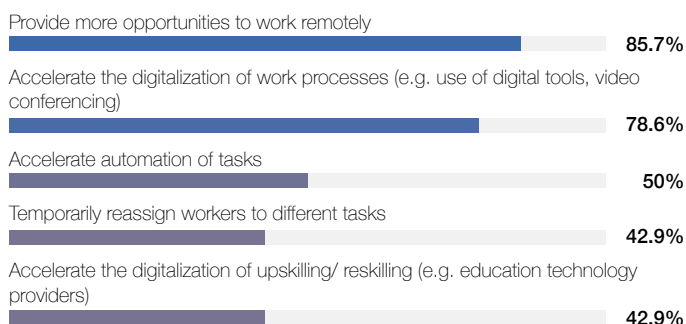 Provide more opportunities to work remotely
85.7%
Accelerate the digitalization of work processes (e.g. use of digital tools, video
conferencing)
78.6%
Accelerate automation of tasks
50%
Temporarily reassign workers to different tasks
42.9%
Accelerate the digitalization of upskilling/ reskilling (e.g. education technology
providers)
42.9%